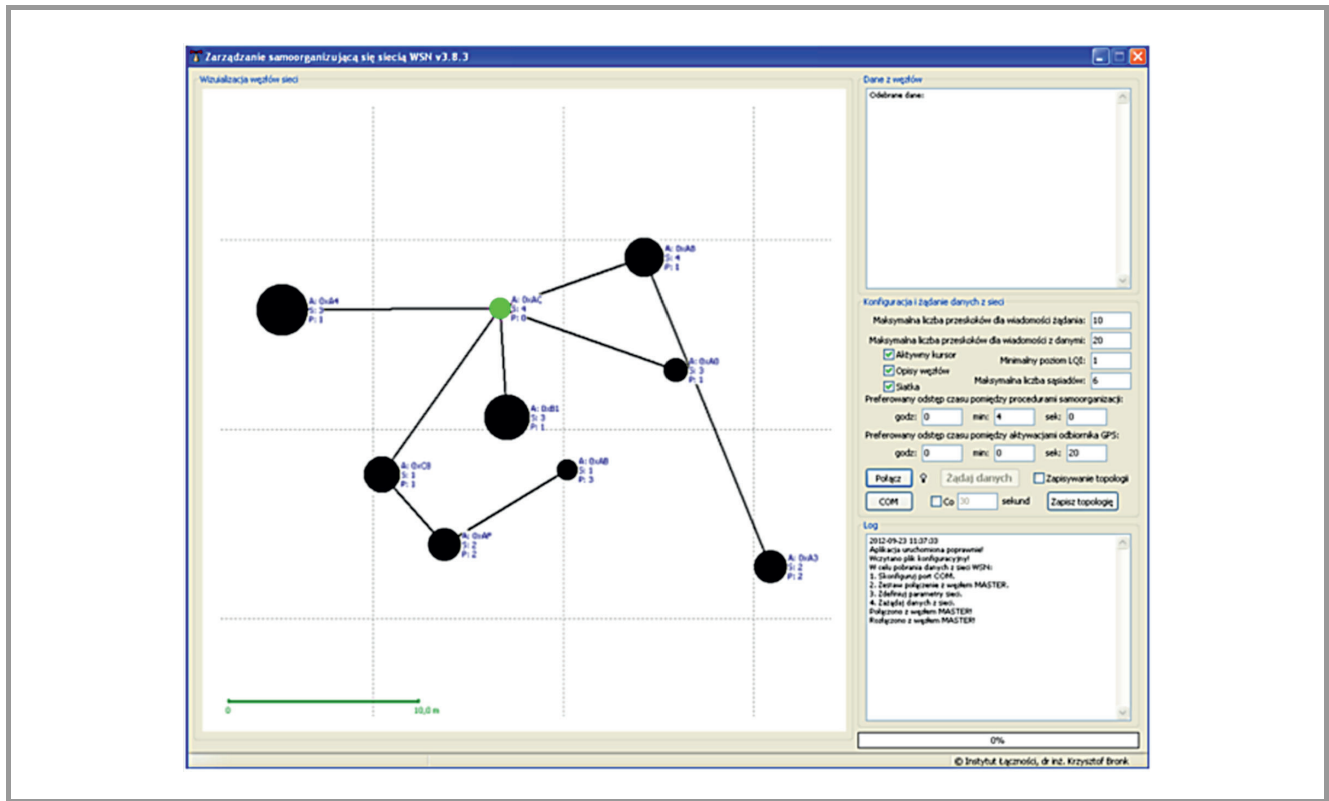 Zarządzanie samoorganizującą się siecią WSN v3.8.3
Wizualizacja węzłów sieci
A: 0xA4
S: 3
P: 1
A: 0xAC
S: 4
P: 0
S: 4
P: 1
S: 3
P: 1
A: 0xB1
S: 3
P: 1
S: 1
P: 1
S: 1
P: 3
S: 2
P: 2
A: 0xA3
S: 2
P: 2
0
10,0 m
Dane z węzłów
Odebrane dane:
Konfiguracja i żądanie danych z sieci
Maksymalna liczba przeskoków dla wiadomości żądania: 10
Maksymalna liczba przeskoków dla wiadomości z danymi: 20
Aktywny kursor
Minimalny poziom LQI: 1
Opisy węzłów
Maksymalna liczba sąsiadów: 6
Siatka
Preferowany odstęp czasu pomiędzy procedurami samoorganizacji:
godz: 0 min: 4 sek: 0
Preferowany odstęp czasu pomiędzy aktywacjami odbiornika GPS:
godz: 0 min: 0 sek: 20
Połącz Żądaj danych Zapisywanie topologi
COM Co 30 sekund Zapisz topologię
Log
2012-09-23 11:37:33
Aplikacja uruchomiona poprawnie!
Wczytano plik konfiguracyjny!
W celu pobrania danych z sieci WSN:
1. Skonfiguruj port COM.
2. Zestaw połączenie z węzłem MASTER.
3. Zdefiniuj parametry sieci.
4. Zażądaj danych z sieci.
Połączono z węzłem MASTER!
Rozłączono z węzłem MASTER!
0%
© Instytut Łączności, dr inż. Krzysztof Bronk